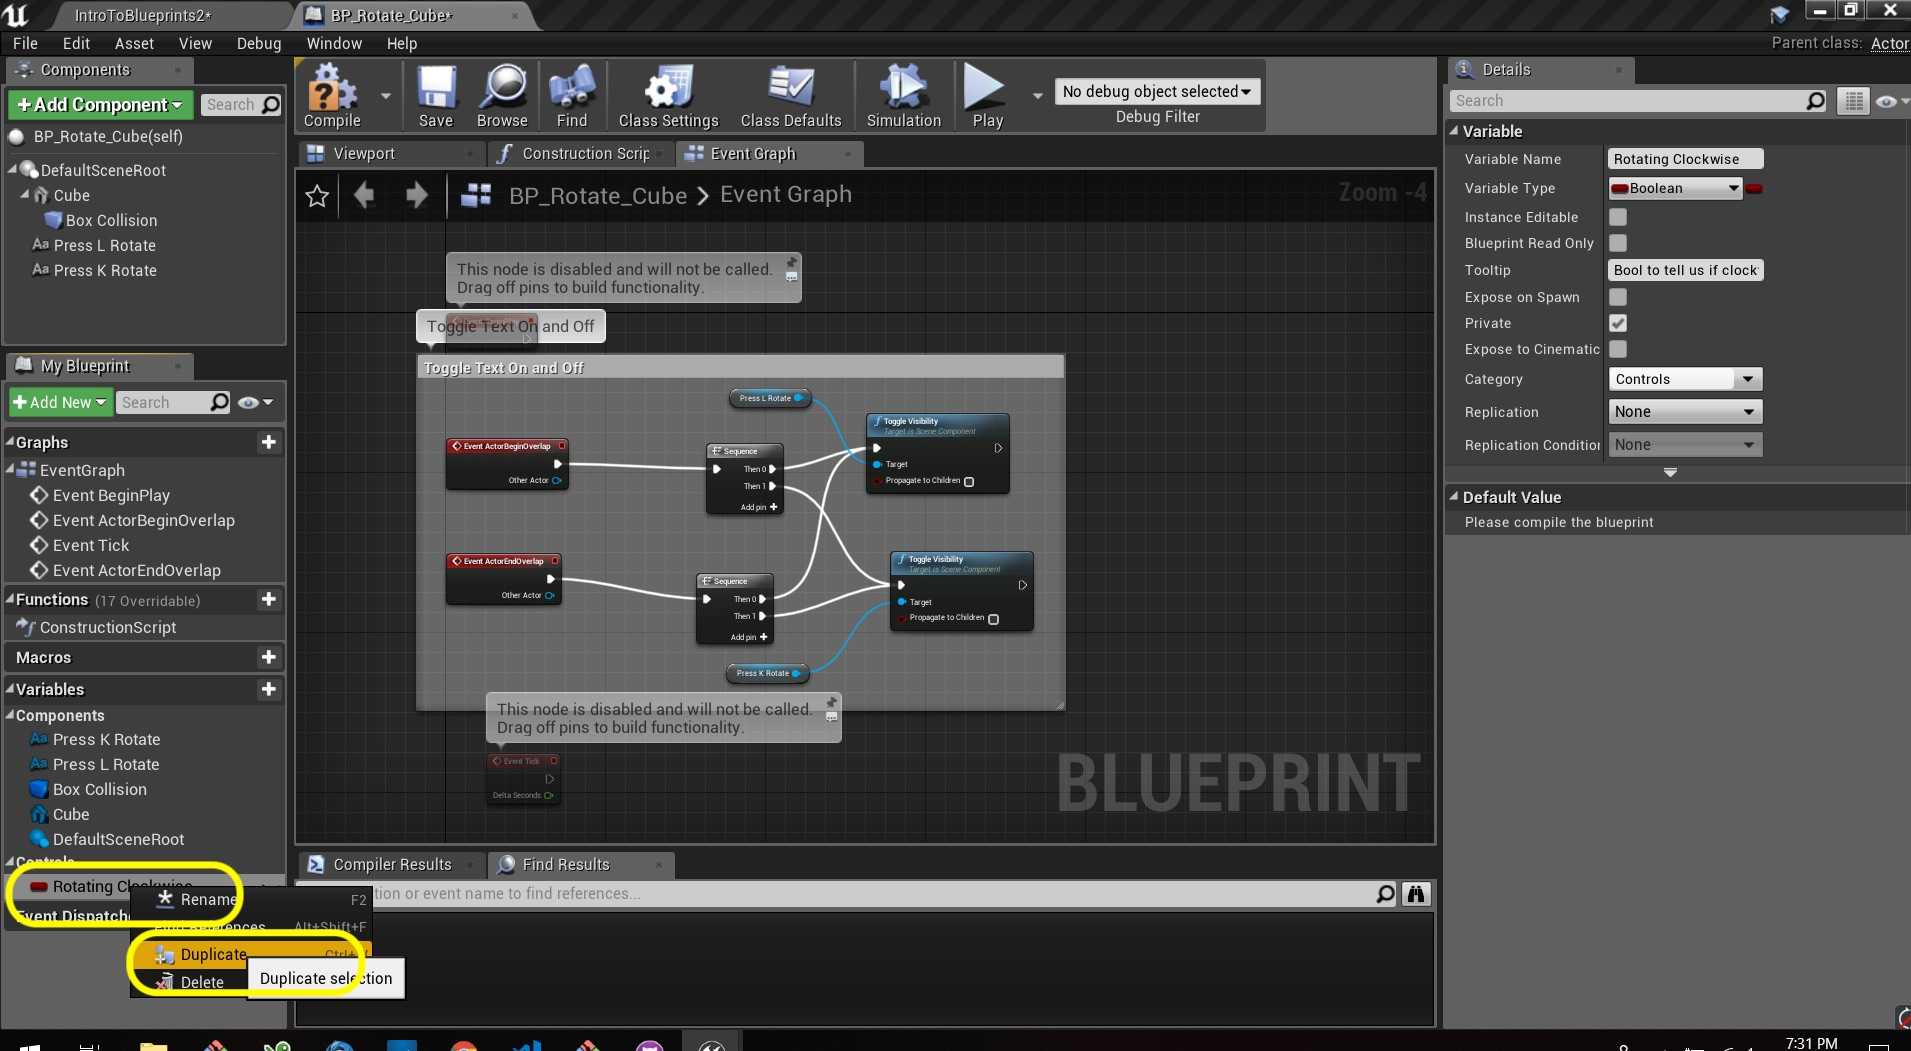 IntroToBlueprints2*
BP_Rotate_Cube*
File Edit Asset View Debug Window Help
Parent class: Actor
Components
+Add Component
Search
BP_Rotate_Cube(self)
DefaultSceneRoot
Cube
Box Collision
Aa Press L Rotate
Aa Press K Rotate
My Blueprint
+Add New
Search
Graphs
EventGraph
Event BeginPlay
Event ActorBeginOverlap
Event Tick
Event ActorEndOverlap
Functions (17 Overridable)
ConstructionScript
Macros
Variables
Components
Aa Press K Rotate
Aa Press L Rotate
Box Collision
Cube
DefaultSceneRoot
Controls
Rotating Clockwise
Rename F2
Event Dispatche
Find References Alt+Shift+F
Duplicate
Delete
Duplicate selection
Compile
Save
Browse
Find
Class Settings
Class Defaults
Simulation
Play
No debug object selected
Debug Filter
Viewport
Construction Scrip
Event Graph
BP_Rotate_Cube > Event Graph
Zoom -4
This node is disabled and will not be called.
Drag off pins to build functionality.
Toggle Text On and Off
Toggle Text On and Off
Press L Rotate
Event ActorBeginOverlap
Other Actor
Sequence
Then 0
Then 1
Add pin +
Toggle Visibility
Target is Scene Component
Target
Propagate to Children
Event ActorEndOverlap
Other Actor
Sequence
Then 0
Then 1
Add pin +
Toggle Visibility
Target is Scene Component
Target
Propagate to Children
Press K Rotate
This node is disabled and will not be called.
Drag off pins to build functionality.
Event Tick
Delta Seconds
BLUEPRINT
Compiler Results
Find Results
tion or event name to find references...
Details
Search
Variable
Variable Name Rotating Clockwise
Variable Type Boolean
Instance Editable
Blueprint Read Only
Tooltip Bool to tell us if clock
Expose on Spawn
Private
Expose to Cinematic
Category Controls
Replication None
Replication Condition None
Default Value
Please compile the blueprint
7:31 PM